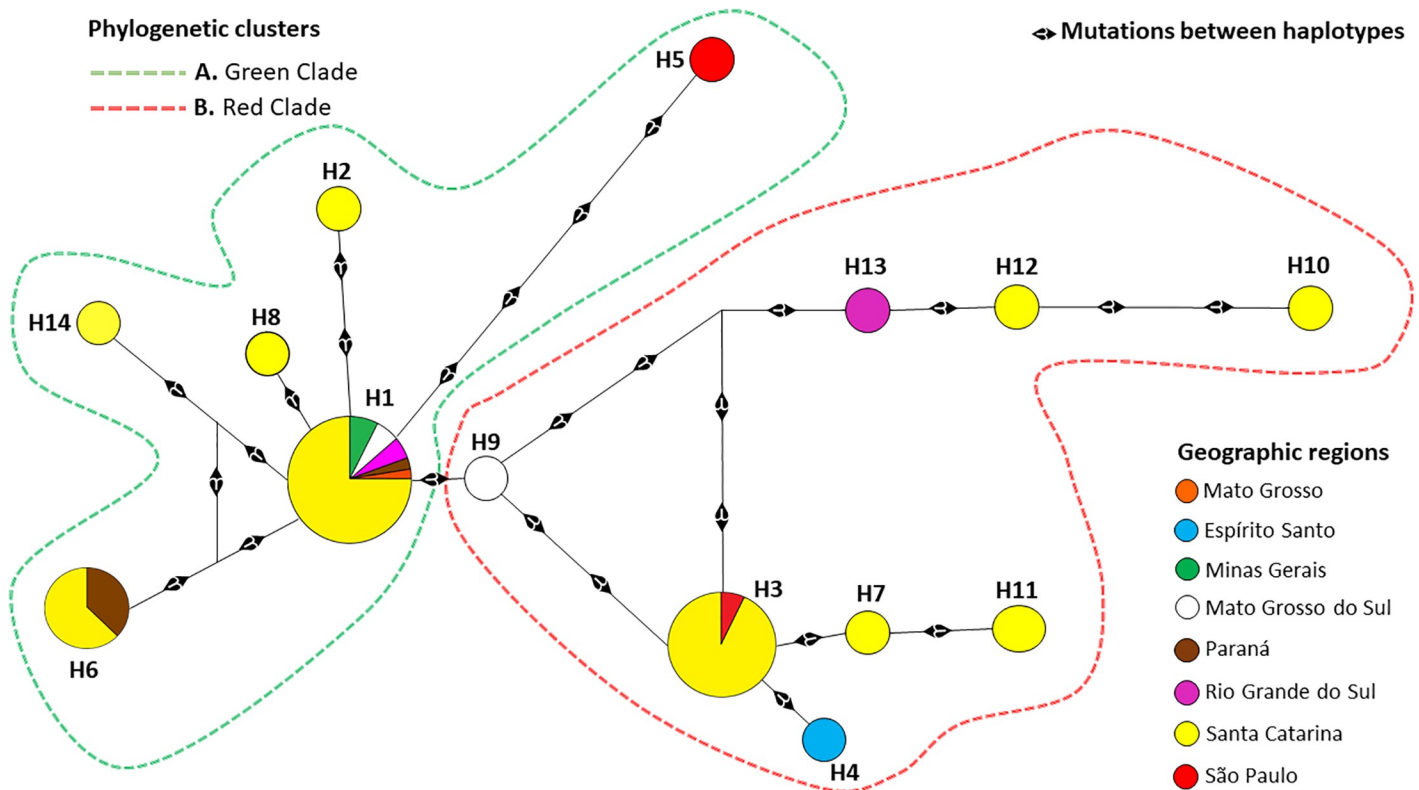 Phylogenetic clusters
A. Green Clade
B. Red Clade
Mutations between haplotypes
H5
H2
H14
H8
H1
H6
H9
H13
H12
H10
H3
H7
H11
H4
Geographic regions
Mato Grosso
Espírito Santo
Minas Gerais
Mato Grosso do Sul
Paraná
Rio Grande do Sul
Santa Catarina
São Paulo